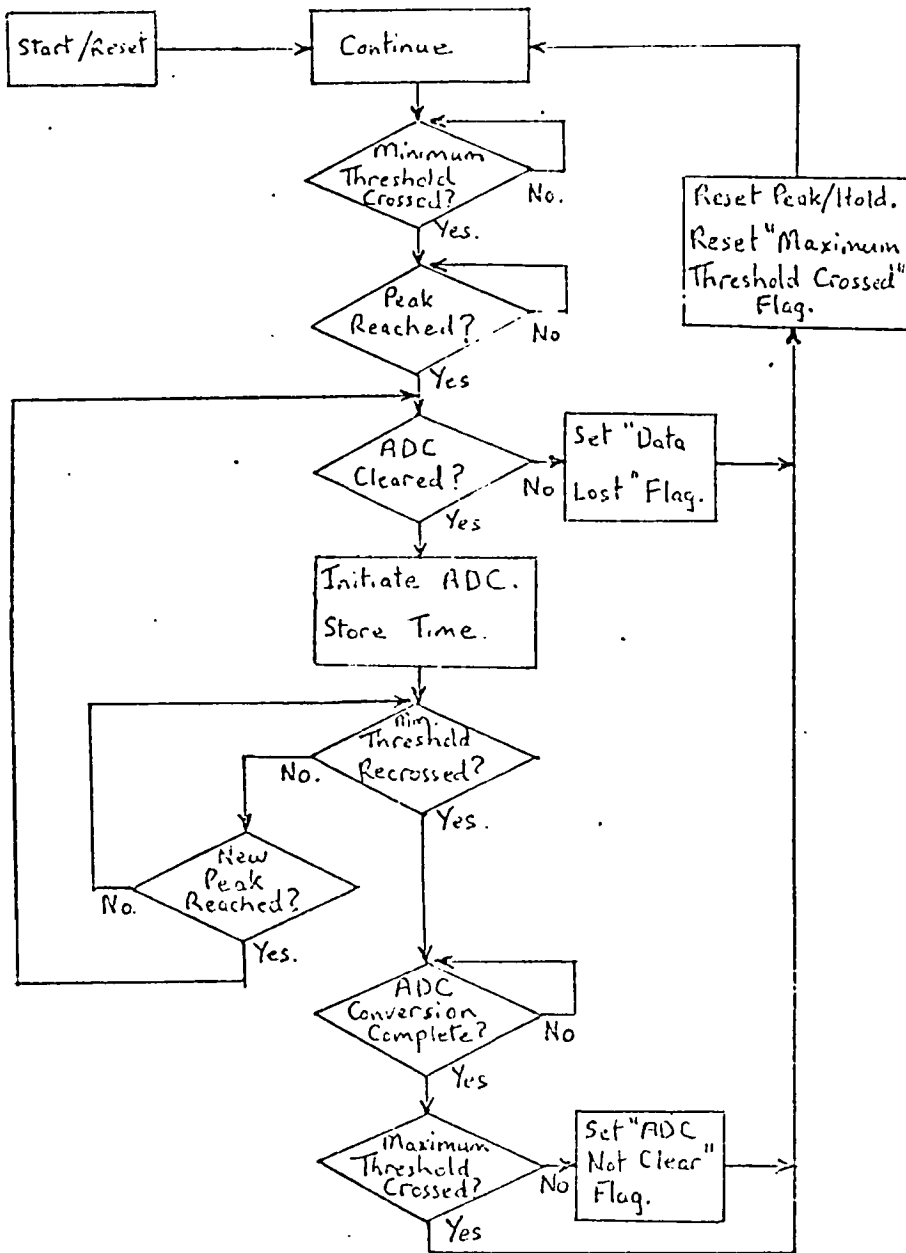 Start/Reset
Continue
Minimum
Threshold
Crossed?
No.
Yes.
Reset Peak/Hold.
Reset "Maximum
Threshold Crossed"
Flag.
Peak
Reached?
No
Yes
ADC
Cleared?
No
Yes
Set "Data
Lost" Flag.
Initiate ADC.
Store Time.
Min.
Threshold
Recrossed?
No.
Yes.
New
Peak
Reached?
No.
Yes.
ADC
Conversion
Complete?
No
Yes
Maximum
Threshold
Crossed?
No
Yes
Set "ADC
Not Clear"
Flag.